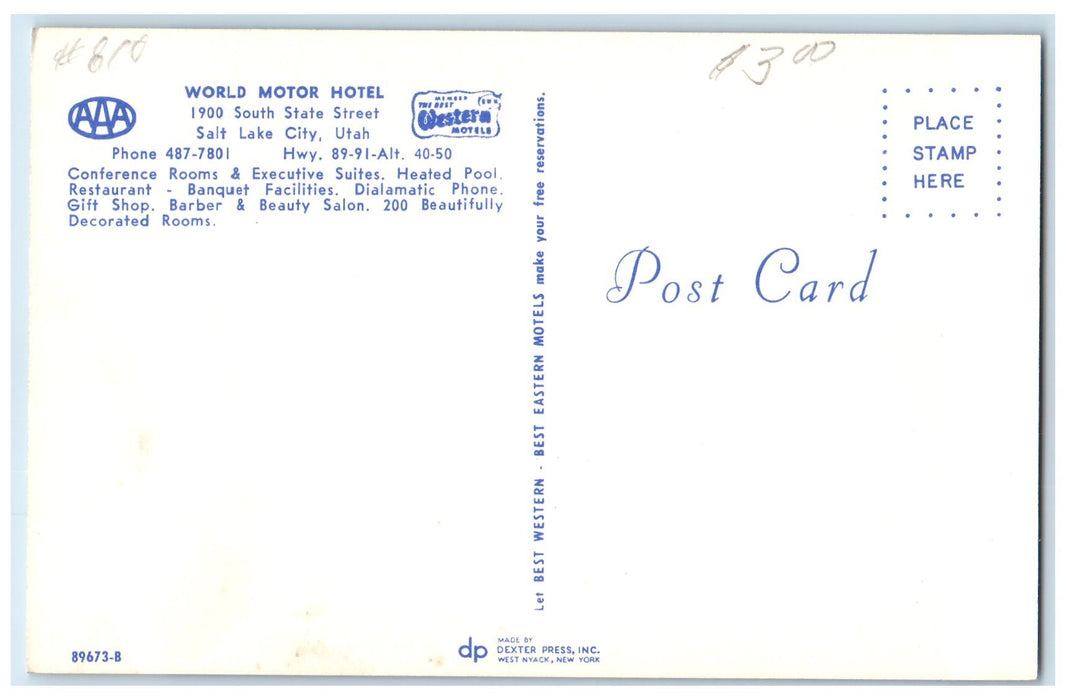 #810
$3.00
AAA
WORLD MOTOR HOTEL
1900 South State Street
Salt Lake City, Utah
Phone 487-7801 Hwy. 89-91-Alt. 40-50
Conference Rooms & Executive Suites. Heated Pool.
Restaurant - Banquet Facilities. Dialamatic Phone.
Gift Shop. Barber & Beauty Salon. 200 Beautifully
Decorated Rooms.
MEMBER
THE BEST
Western
MOTELS
Let BEST WESTERN - BEST EASTERN MOTELS make your free reservations.
PLACE
STAMP
HERE
Post Card
89673-B
dp
MADE BY
DEXTER PRESS, INC.
WEST NYACK, NEW YORK